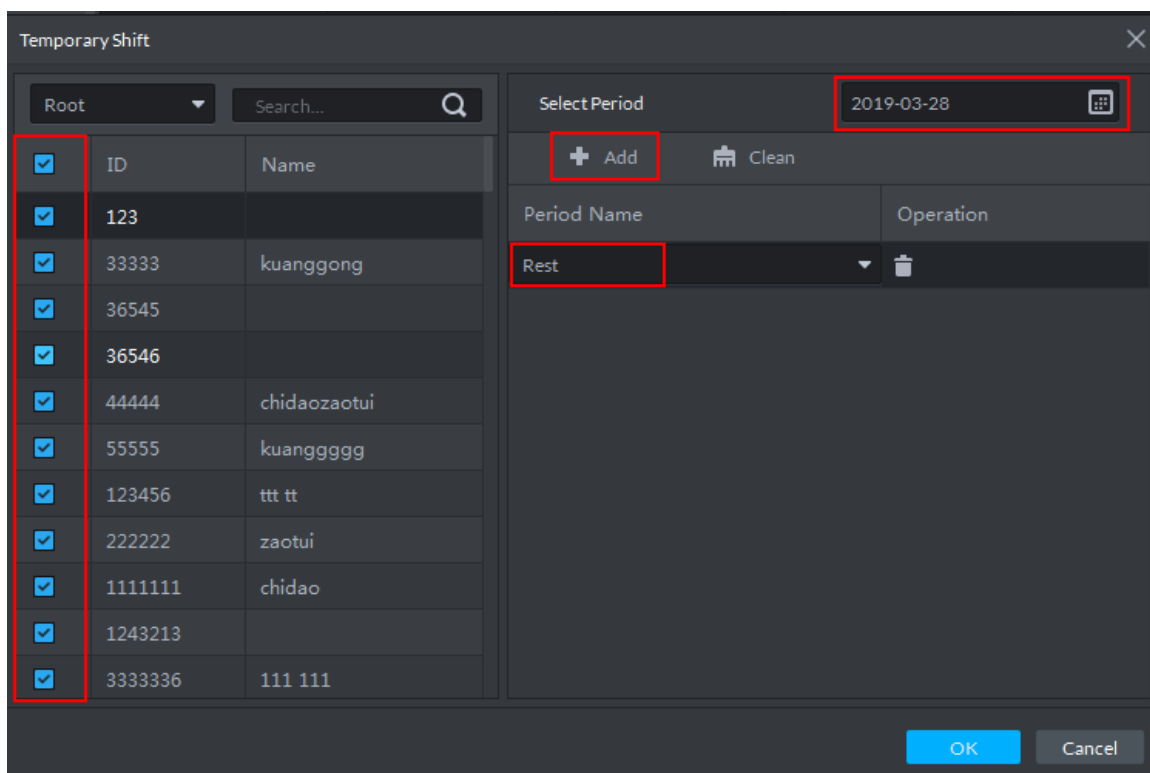 Temporary Shift
Root
Search...
ID Name
123
33333 kuanggong
36545
36546
44444 chidaozaotui
55555 kuanggggg
123456 ttt tt
222222 zaotui
1111111 chidao
1243213
3333336 111 111
Select Period 2019-03-28
Add Clean
Period Name Operation
Rest
OK Cancel